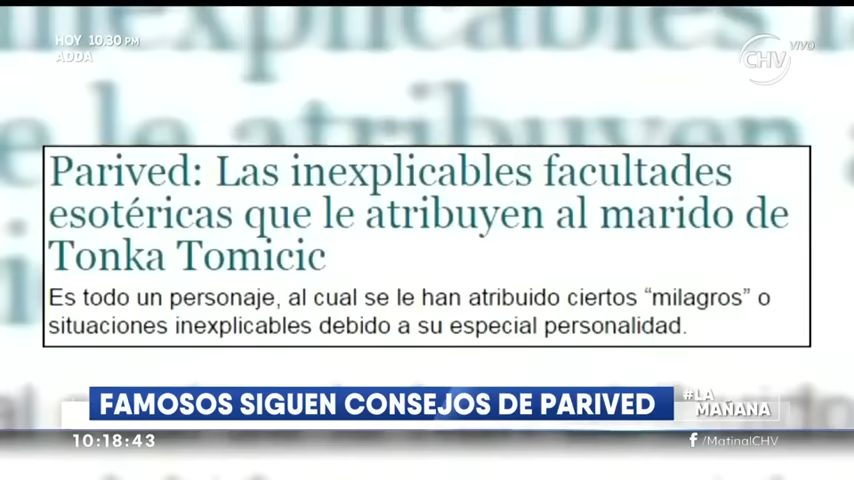 HOY 10:30 PM
ADDA
CHV VIVO
Parived: Las inexplicables facultades
esotéricas que le atribuyen al marido de
Tonka Tomicic
Es todo un personaje, al cual se le han atribuido ciertos “milagros” o
situaciones inexplicables debido a su especial personalidad.
FAMOSOS SIGUEN CONSEJOS DE PARIVED
#LA
MAÑANA
10:18:43
f/MatinalCHV